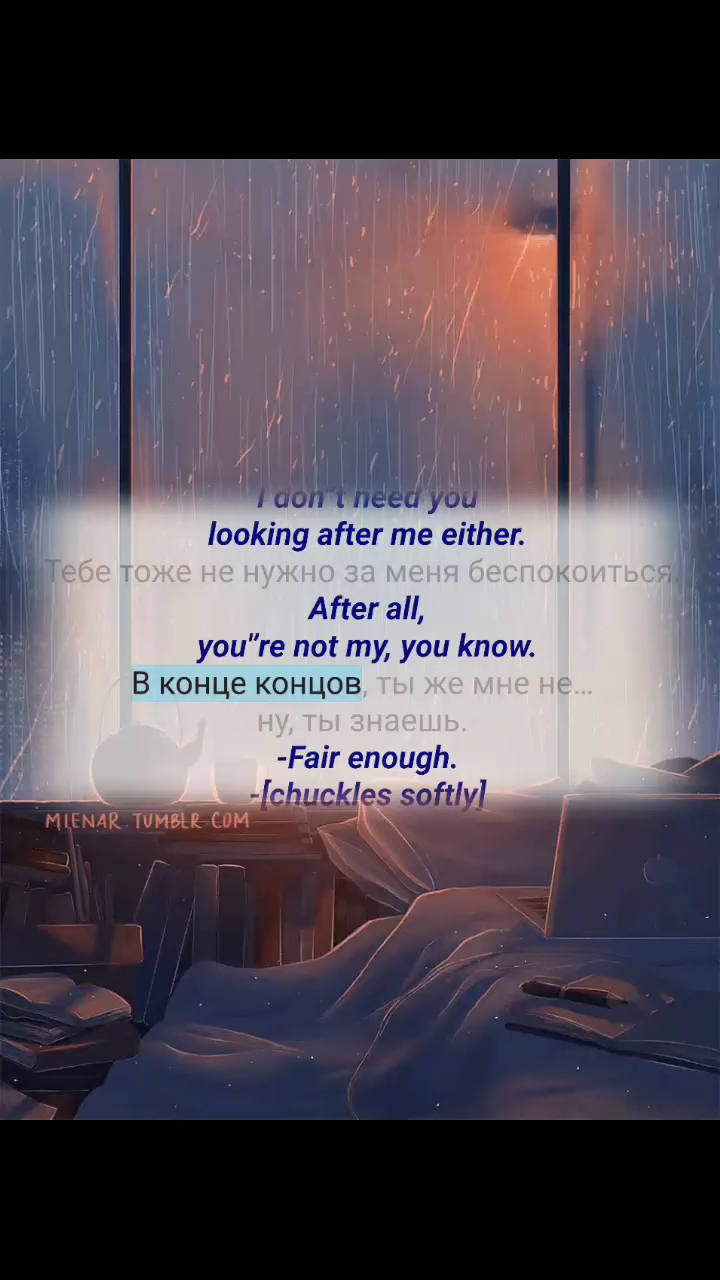 I don't need you
looking after me either.
Тебе тоже не нужно за меня беспокоиться.
After all,
you"re not my, you know.
В конце концов, ты же мне не...
ну, ты знаешь.
-Fair enough.
-[chuckles softly]
MIENAR.TUMBLR.COM